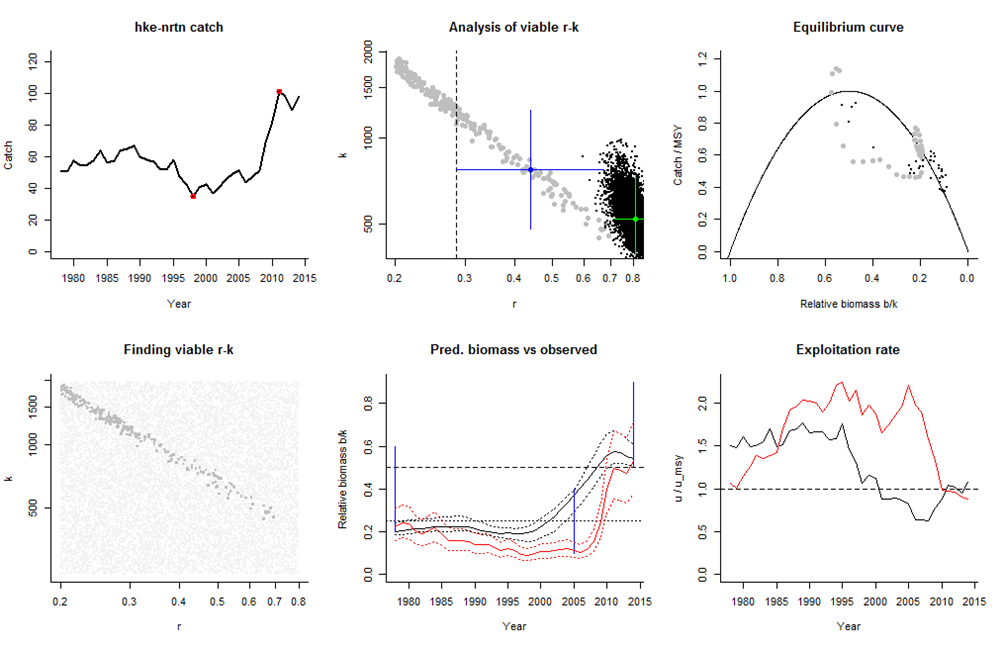 hke-nrtn catch
Analysis of viable r-k
Equilibrium curve
Catch
0 20 40 60 80 100 120
1980 1985 1990 1995 2000 2005 2010 2015
Year
k
500 1000 1500 2000
0.2 0.3 0.4 0.5 0.6 0.7 0.8
r
Catch / MSY
0.0 0.2 0.4 0.6 0.8 1.0 1.2
1.0 0.8 0.6 0.4 0.2 0.0
Relative biomass b/k
Finding viable r-k
Pred. biomass vs observed
Exploitation rate
k
500 1000 1500
0.2 0.3 0.4 0.5 0.6 0.7 0.8
r
Relative biomass b/k
0.0 0.2 0.4 0.6 0.8
1980 1985 1990 1995 2000 2005 2010 2015
Year
u / u_msy
0.0 0.5 1.0 1.5 2.0
1980 1985 1990 1995 2000 2005 2010 2015
Year